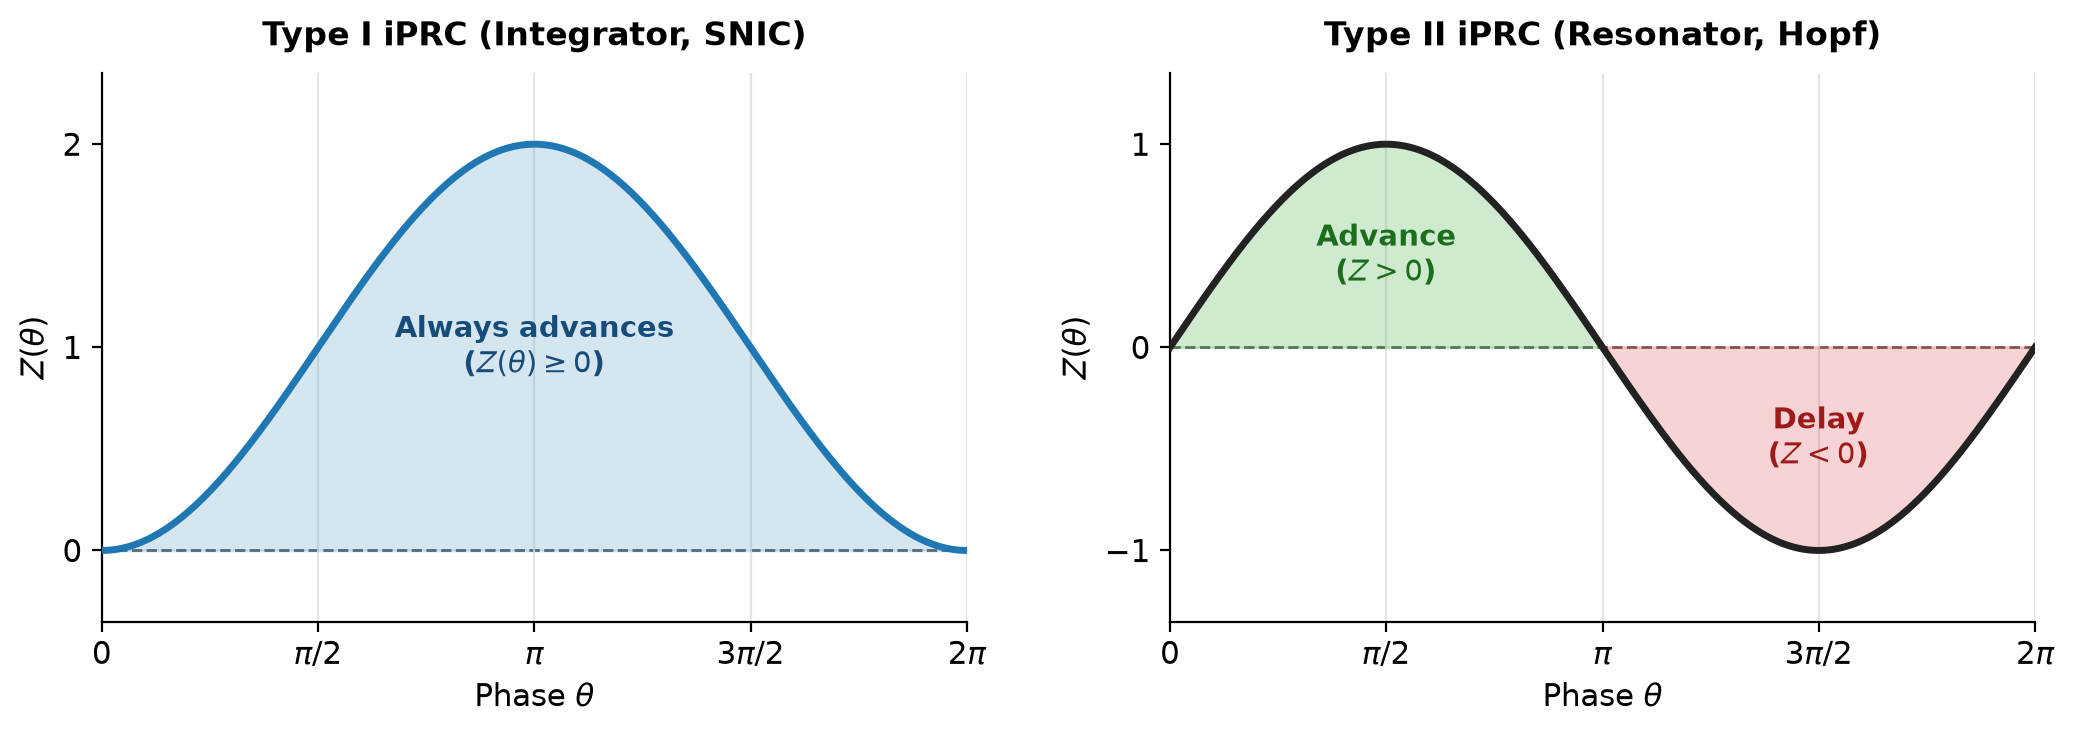 Type I iPRC (Integrator, SNIC)
Z(θ)
2
1
0
Always advances
(Z(θ) ≥ 0)
0
π/2
π
3π/2
2π
Phase θ
Type II iPRC (Resonator, Hopf)
Z(θ)
1
0
−1
Advance
(Z > 0)
Delay
(Z < 0)
0
π/2
π
3π/2
2π
Phase θ